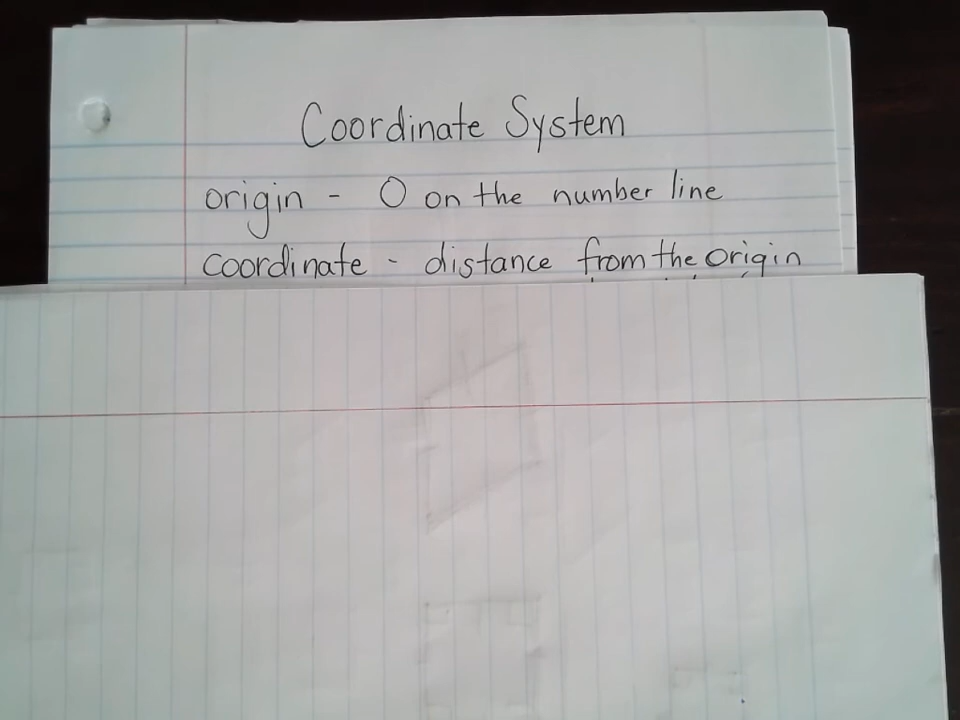 Coordinate System
origin - 0 on the number line
coordinate - distance from the origin